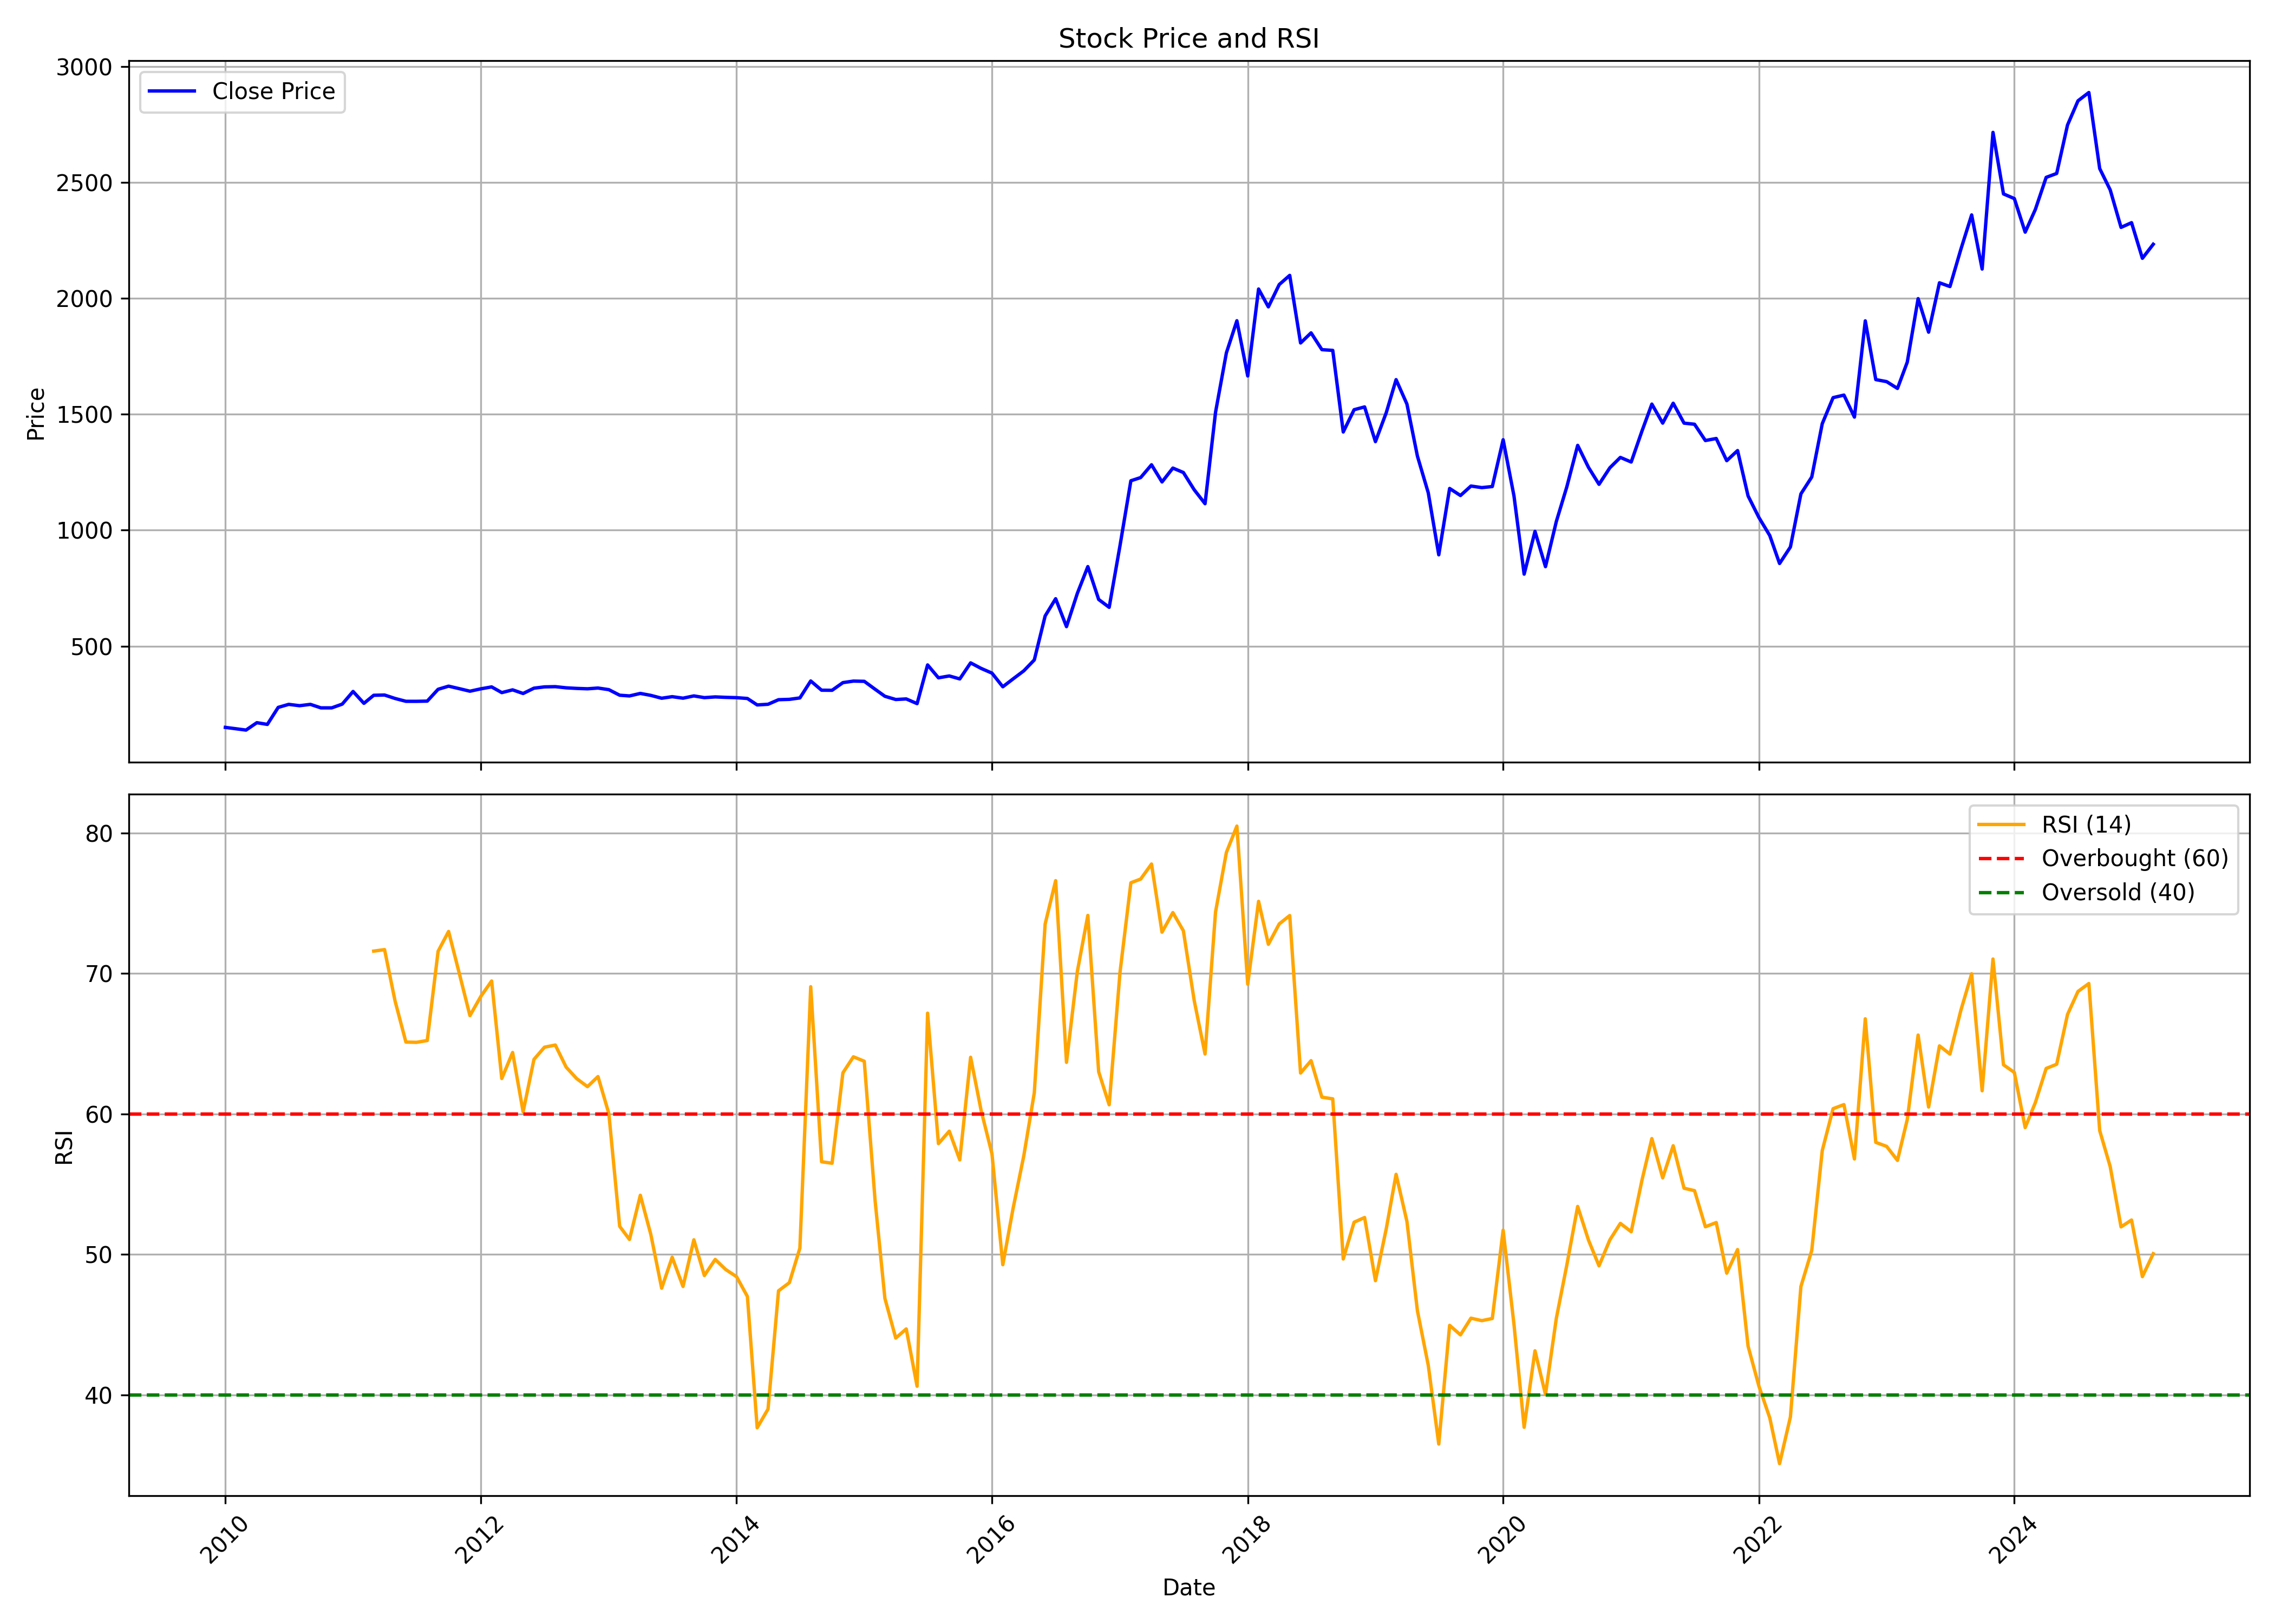 Stock Price and RSI
3000
2500
2000
1500
1000
500
Price
Close Price
80
70
60
50
40
RSI
RSI (14)
Overbought (60)
Oversold (40)
2010
2012
2014
2016
2018
2020
2022
2024
Date